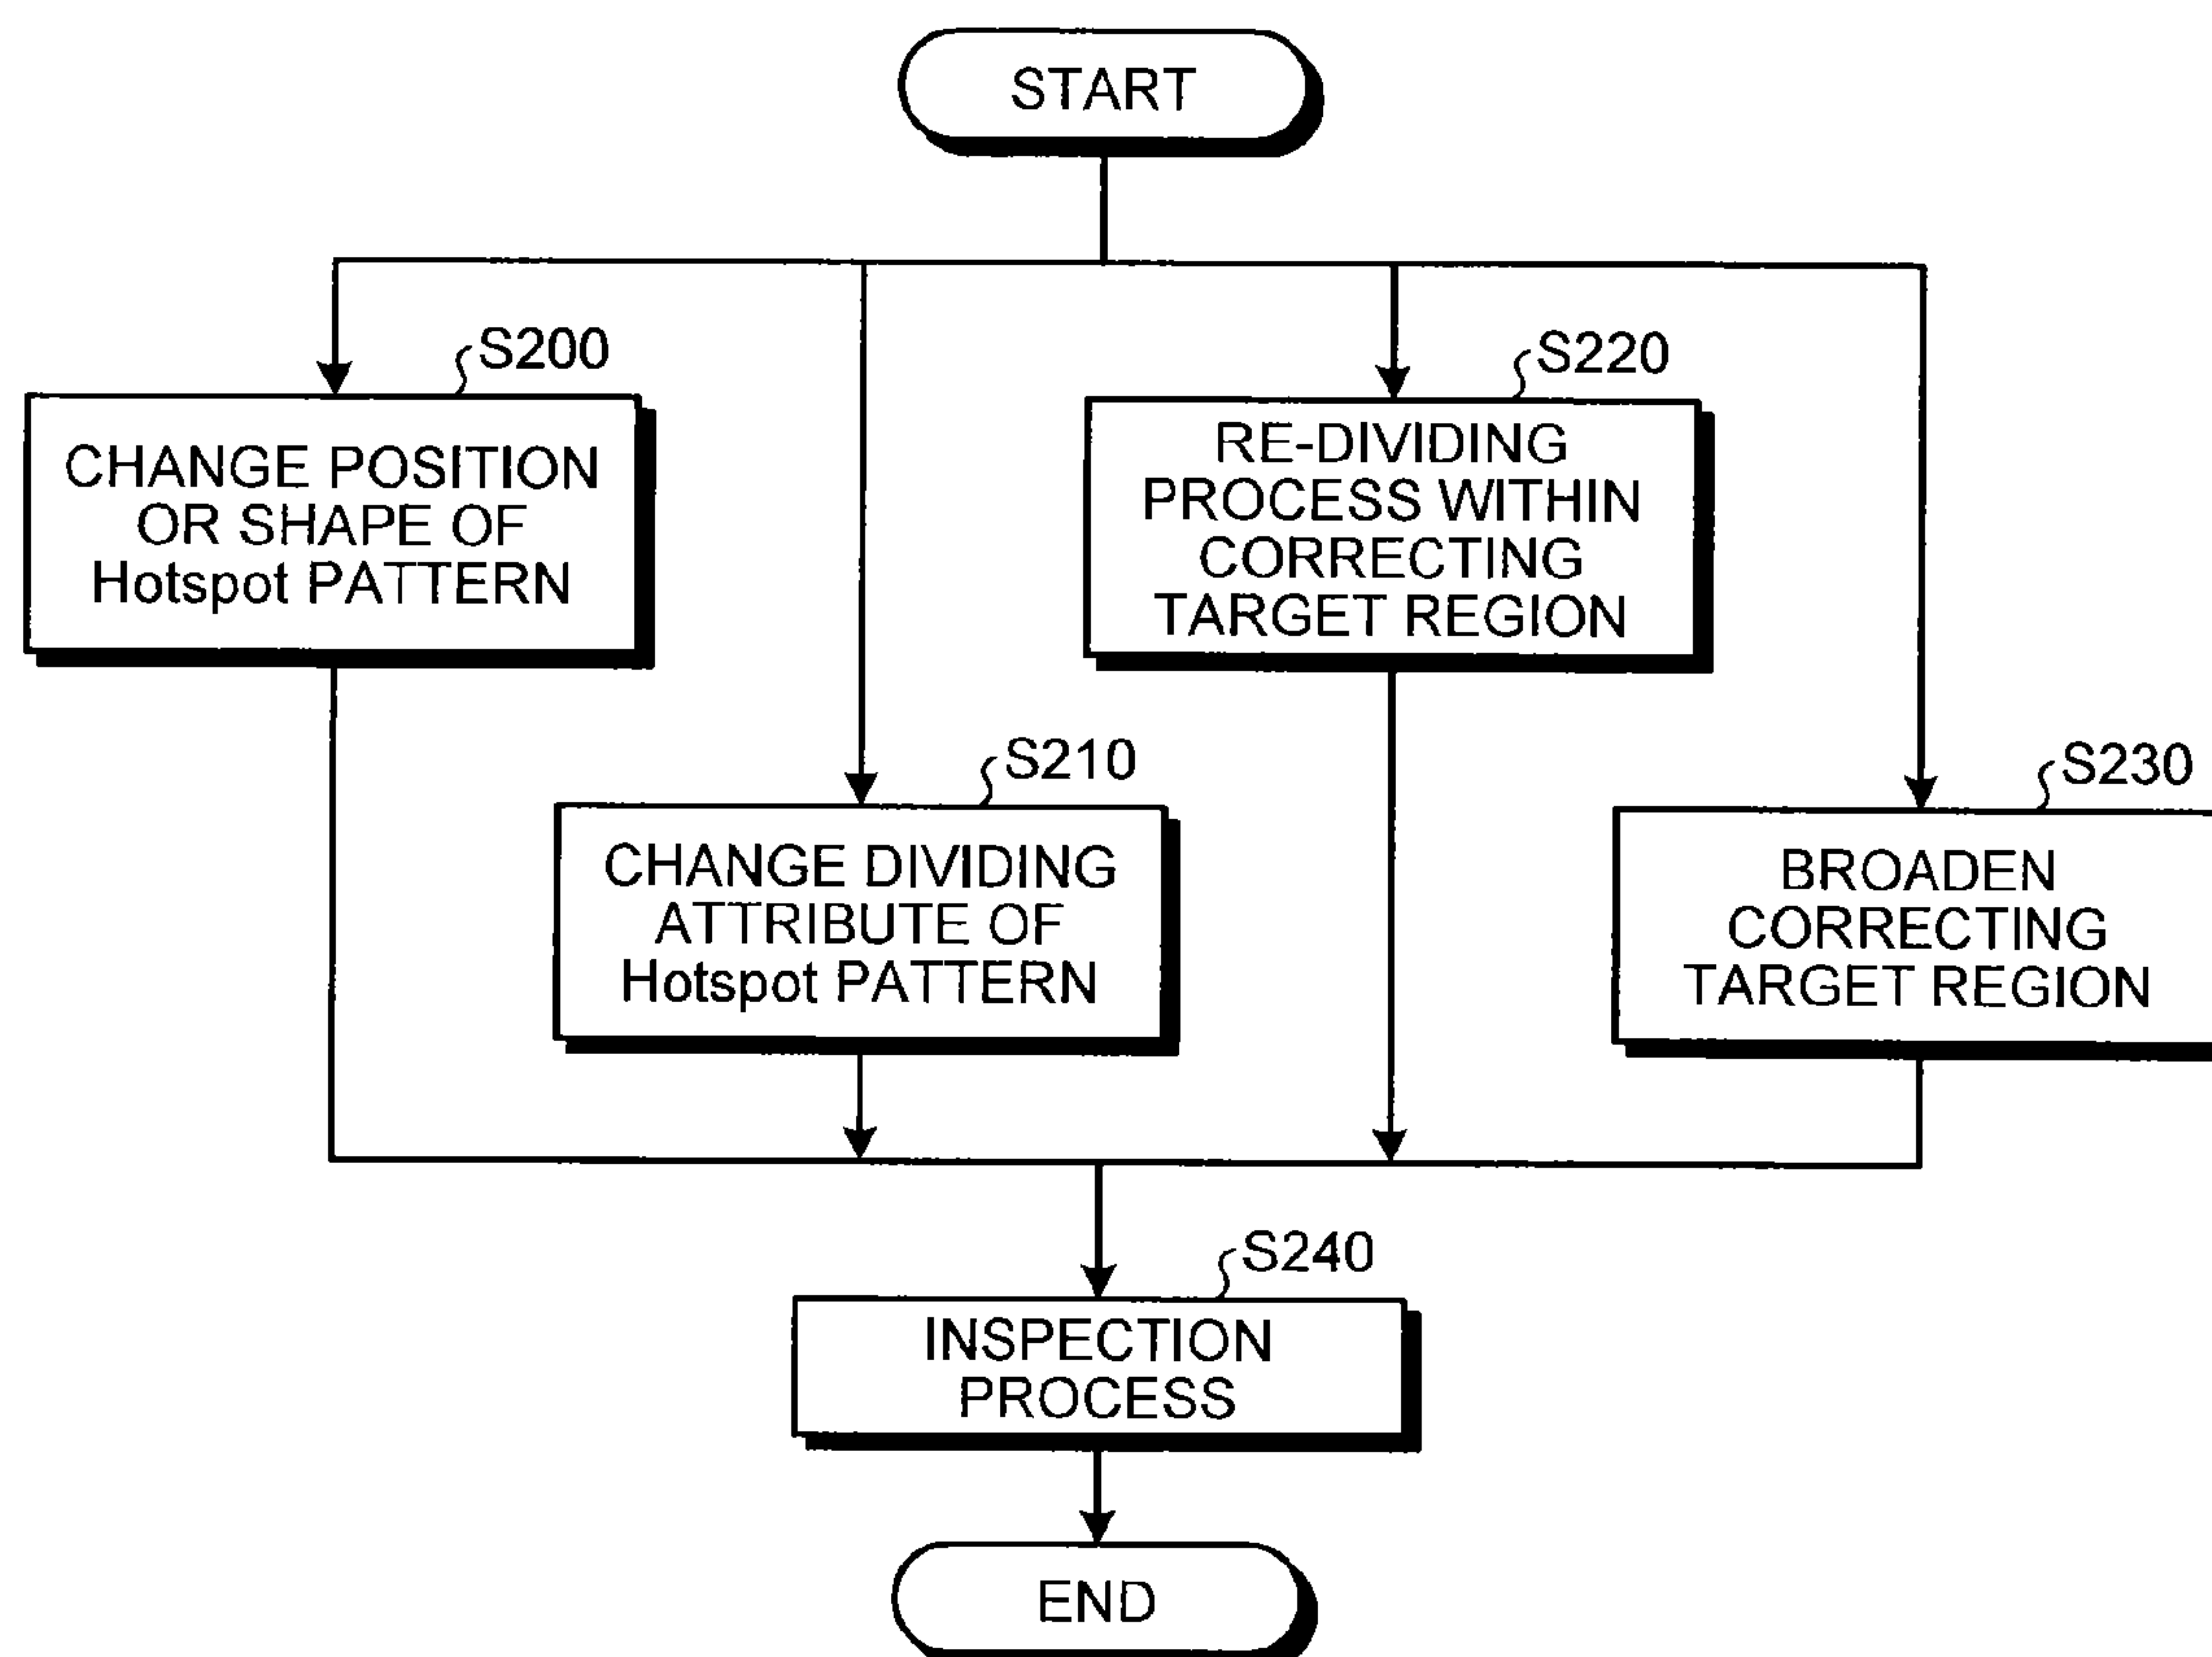 START
S200
CHANGE POSITION
OR SHAPE OF
Hotspot PATTERN
S210
CHANGE DIVIDING
ATTRIBUTE OF
Hotspot PATTERN
S220
RE-DIVIDING
PROCESS WITHIN
CORRECTING
TARGET REGION
S230
BROADEN
CORRECTING
TARGET REGION
S240
INSPECTION
PROCESS
END